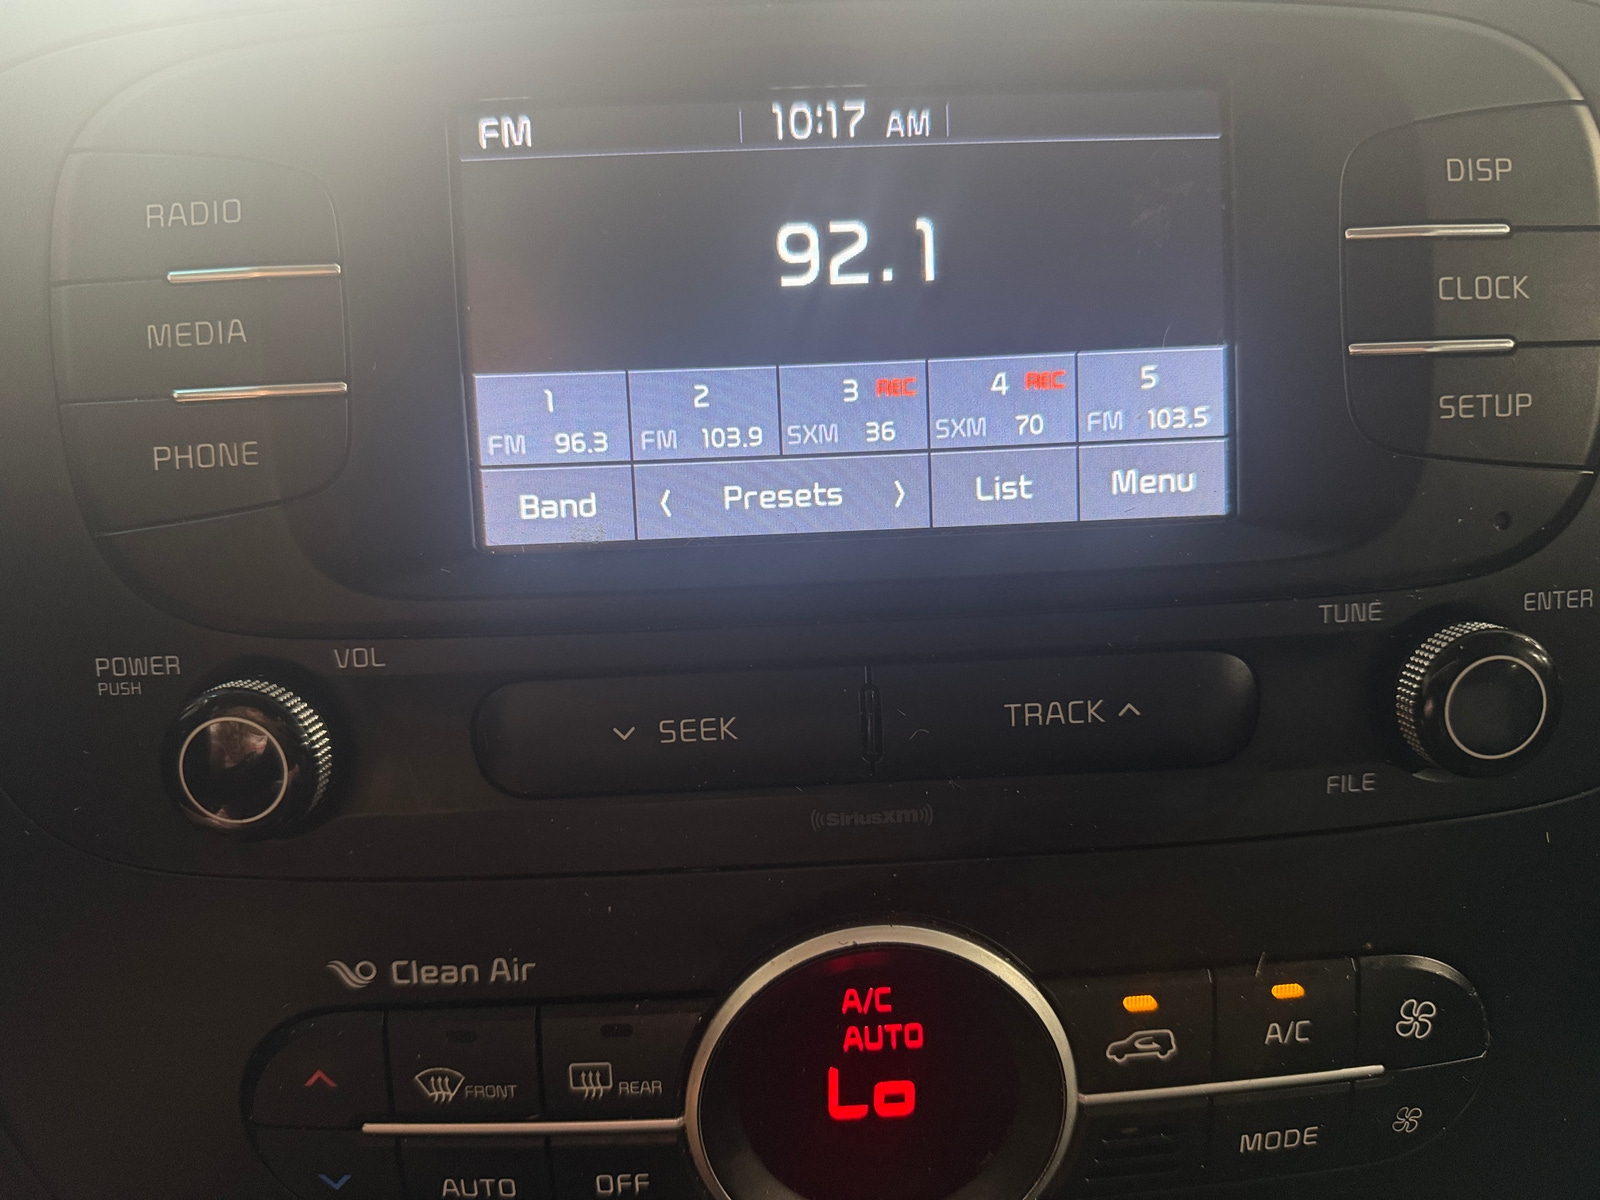 FM 10:17 AM
92.1
1 2 3 REC 4 REC 5
FM 96.3 FM 103.9 SXM 36 SXM 70 FM 103.5
Band Presets List Menu
RADIO
MEDIA
PHONE
DISP
CLOCK
SETUP
POWER
PUSH
VOL
SEEK
TRACK
TUNE
ENTER
FILE
((SiriusXM))
Clean Air
FRONT
REAR
AUTO
OFF
A/C
AUTO
Lo
A/C
MODE